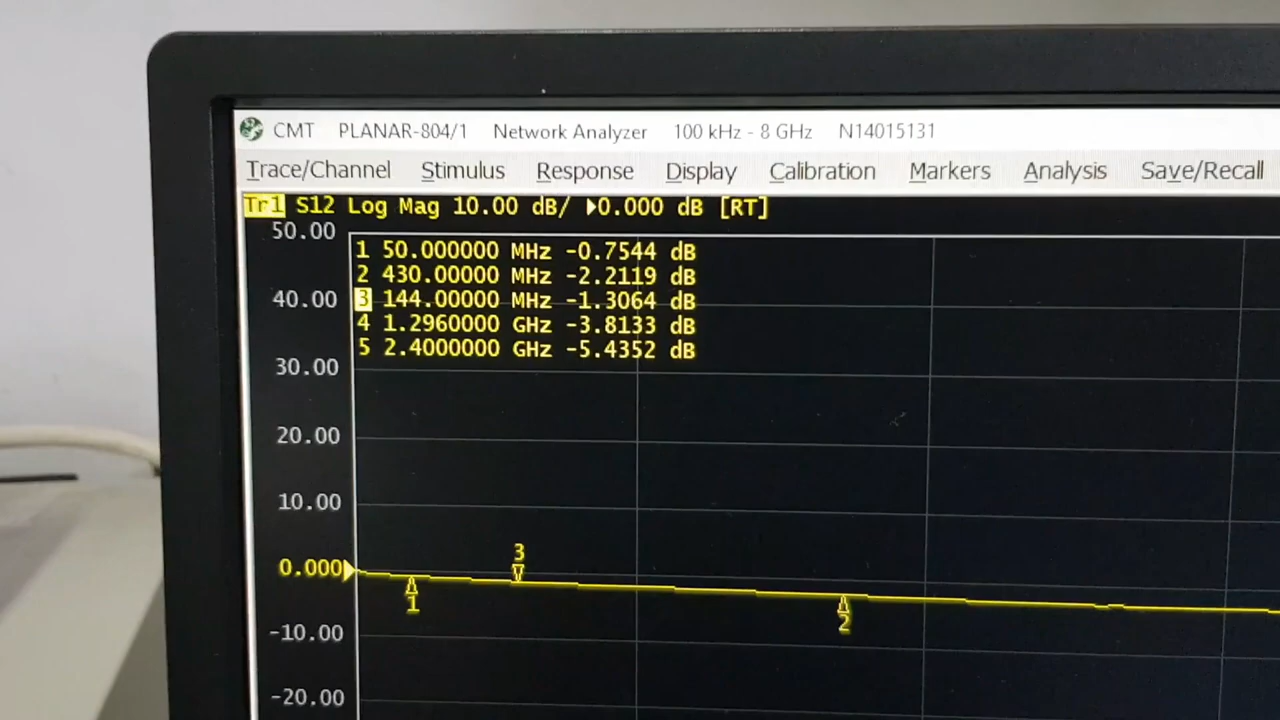 CMT PLANAR-804/1 Network Analyzer 100 kHz - 8 GHz N14015131
Trace/Channel Stimulus Response Display Calibration Markers Analysis Save/Recall
Tr1 S12 Log Mag 10.00 dB/ ▶0.000 dB [RT]
50.00
1 50.000000 MHz -0.7544 dB
2 430.00000 MHz -2.2119 dB
40.00
3 144.00000 MHz -1.3064 dB
4 1.2960000 GHz -3.8133 dB
5 2.4000000 GHz -5.4352 dB
30.00
20.00
10.00
3
0.000
1
2
-10.00
-20.00